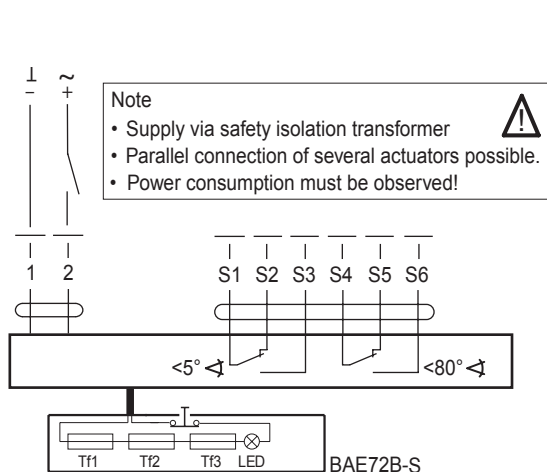 ⊥ ~
− +
Note
• Supply via safety isolation transformer
• Parallel connection of several actuators possible.
• Power consumption must be observed!
!
1 2 S1 S2 S3 S4 S5 S6
<5° <80°
T
Tf1 Tf2 Tf3 LED
BAE72B-S